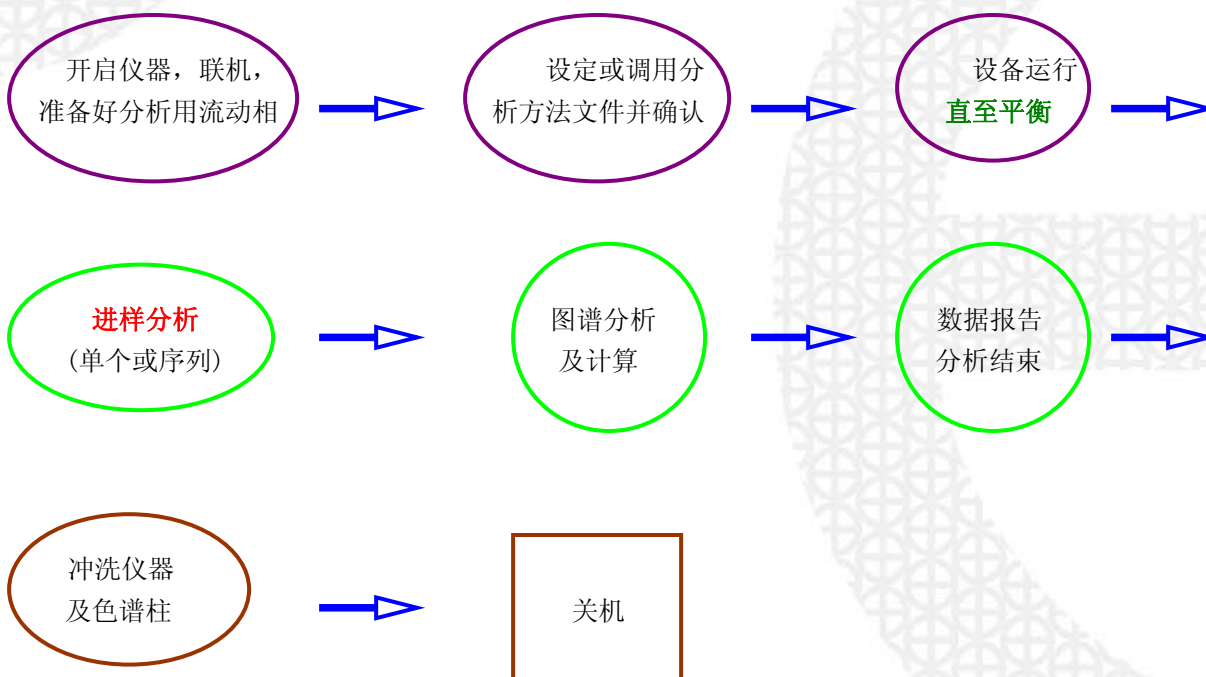 开启仪器，联机，
准备好分析用流动相
设定或调用分
析方法文件并确认
设备运行
直至平衡
进样分析
(单个或序列)
图谱分析
及计算
数据报告
分析结束
冲洗仪器
及色谱柱
关机